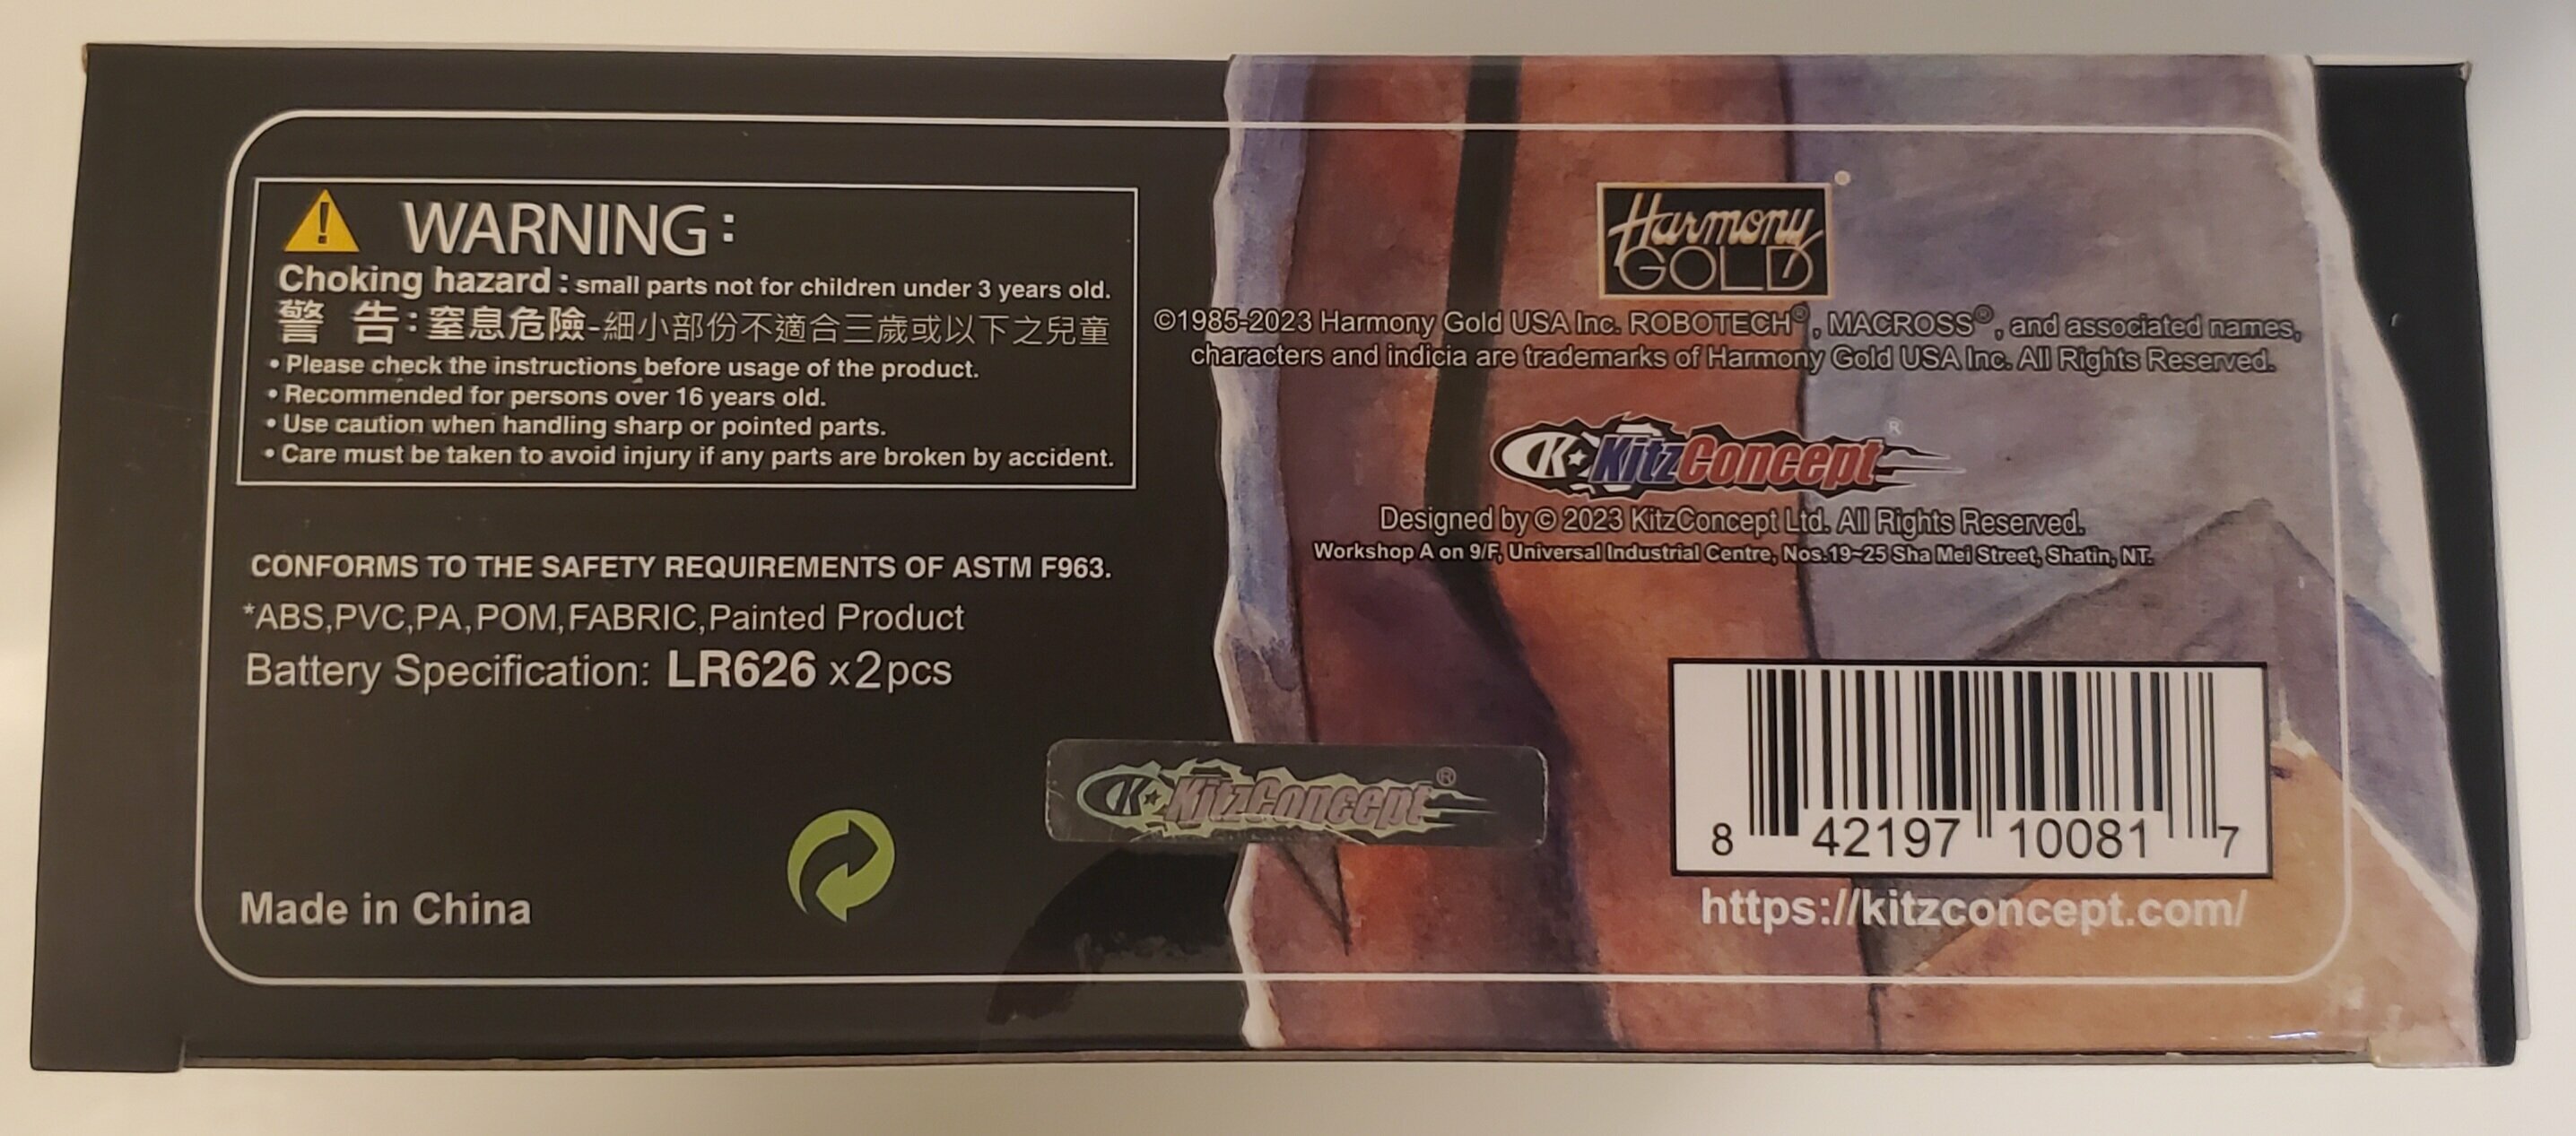 WARNING:
Choking hazard: small parts not for children under 3 years old.
警 告:窒息危險-細小部份不適合三歲或以下之兒童
• Please check the instructions before usage of the product.
• Recommended for persons over 16 years old.
• Use caution when handling sharp or pointed parts.
• Care must be taken to avoid injury if any parts are broken by accident.
CONFORMS TO THE SAFETY REQUIREMENTS OF ASTM F963.
*ABS,PVC,PA,POM,FABRIC,Painted Product
Battery Specification: LR626 x2pcs
Made in China
Harmony
GOLD
®
©1985-2023 Harmony Gold USA Inc. ROBOTECH®, MACROSS®, and associated names,
characters and indicia are trademarks of Harmony Gold USA Inc. All Rights Reserved.
K KitzConcept ®
Designed by © 2023 KitzConcept Ltd. All Rights Reserved.
Workshop A on 9/F, Universal Industrial Centre, Nos.19~25 Sha Mei Street, Shatin, NT.
K KitzConcept ®
8 42197 10081 7
https://kitzconcept.com/